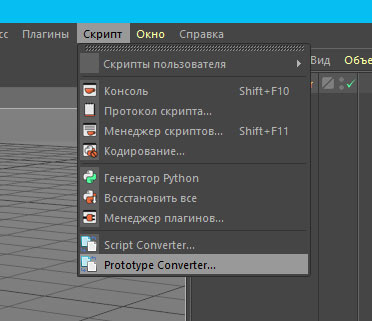 сс Плагины Скрипт Окно Справка
Вид Объе
Скрипты пользователя
Консоль Shift+F10
Протокол скрипта...
Менеджер скриптов... Shift+F11
Кодирование...
Генератор Python
Восстановить все
Менеджер плагинов...
Script Converter...
Prototype Converter...